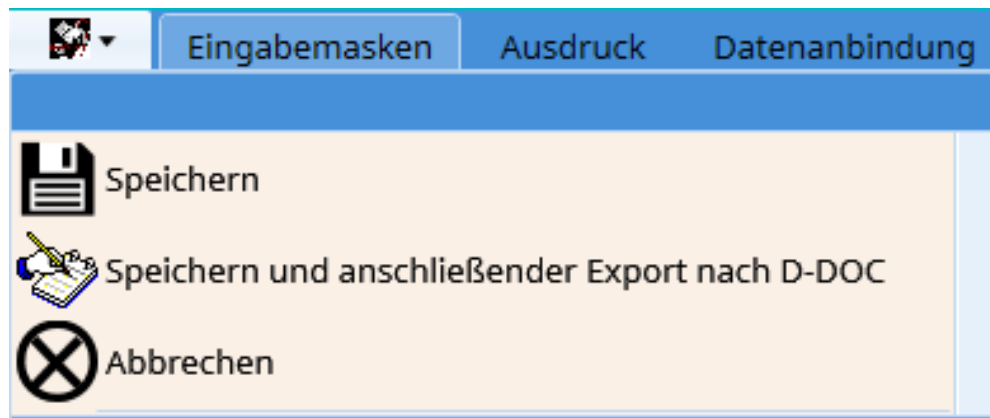 Eingabemasken Ausdruck Datenanbindung
Speichern
Speichern und anschließender Export nach D-DOC
Abbrechen